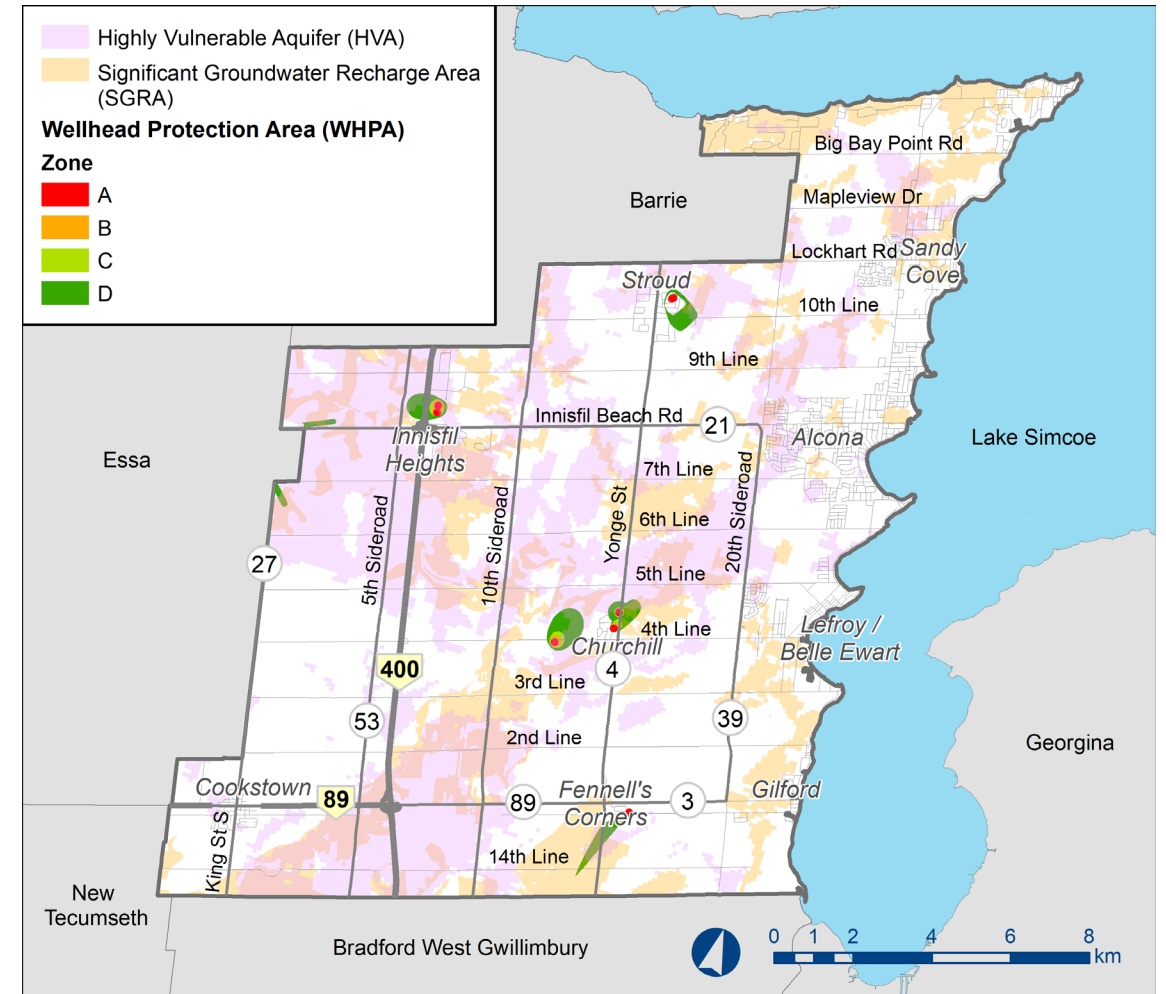 Highly Vulnerable Aquifer (HVA)
Significant Groundwater Recharge Area
(SGRA)
Wellhead Protection Area (WHPA)
Zone
A
B
C
D
Big Bay Point Rd
Barrie
Mapleview Dr
Lockhart Rd
Sandy
Cove
Stroud
10th Line
9th Line
Innisfil Beach Rd
21
Innisfil
Heights
Alcona
Lake Simcoe
Essa
7th Line
6th Line
5th Sideroad
10th Sideroad
Yonge St
20th Sideroad
27
5th Line
4th Line
Lefroy /
Belle Ewart
Churchill
400
4
3rd Line
53
39
2nd Line
Georgina
Cookstown
89
89
Fennell's
Corners
3
Gilford
King St S
14th Line
New
Tecumseth
Bradford West Gwillimbury
0 1 2 4 6 8
km